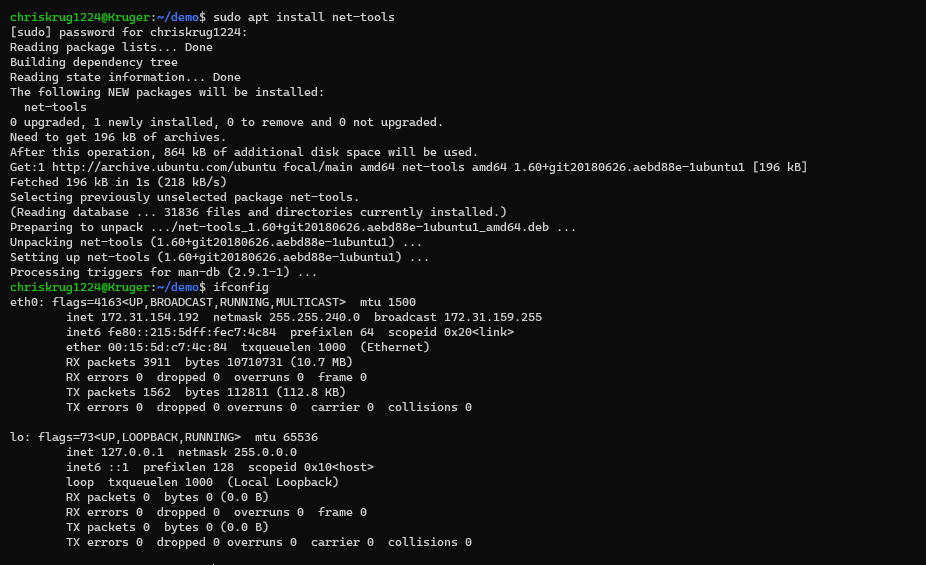 chriskrug1224@Kruger:~/demo$ sudo apt install net-tools
[sudo] password for chriskrug1224:
Reading package lists... Done
Building dependency tree
Reading state information... Done
The following NEW packages will be installed:
  net-tools
0 upgraded, 1 newly installed, 0 to remove and 0 not upgraded.
Need to get 196 kB of archives.
After this operation, 864 kB of additional disk space will be used.
Get:1 http://archive.ubuntu.com/ubuntu focal/main amd64 net-tools amd64 1.60+git20180626.aebd88e-1ubuntu1 [196 kB]
Fetched 196 kB in 1s (218 kB/s)
Selecting previously unselected package net-tools.
(Reading database ... 31836 files and directories currently installed.)
Preparing to unpack .../net-tools_1.60+git20180626.aebd88e-1ubuntu1_amd64.deb ...
Unpacking net-tools (1.60+git20180626.aebd88e-1ubuntu1) ...
Setting up net-tools (1.60+git20180626.aebd88e-1ubuntu1) ...
Processing triggers for man-db (2.9.1-1) ...
chriskrug1224@Kruger:~/demo$ ifconfig
eth0: flags=4163<UP,BROADCAST,RUNNING,MULTICAST>  mtu 1500
        inet 172.31.154.192  netmask 255.255.240.0  broadcast 172.31.159.255
        inet6 fe80::215:5dff:fec7:4c84  prefixlen 64  scopeid 0x20<link>
        ether 00:15:5d:c7:4c:84  txqueuelen 1000  (Ethernet)
        RX packets 3911  bytes 10710731 (10.7 MB)
        RX errors 0  dropped 0  overruns 0  frame 0
        TX packets 1562  bytes 112811 (112.8 KB)
        TX errors 0  dropped 0 overruns 0  carrier 0  collisions 0

lo: flags=73<UP,LOOPBACK,RUNNING>  mtu 65536
        inet 127.0.0.1  netmask 255.0.0.0
        inet6 ::1  prefixlen 128  scopeid 0x10<host>
        loop  txqueuelen 1000  (Local Loopback)
        RX packets 0  bytes 0 (0.0 B)
        RX errors 0  dropped 0  overruns 0  frame 0
        TX packets 0  bytes 0 (0.0 B)
        TX errors 0  dropped 0 overruns 0  carrier 0  collisions 0